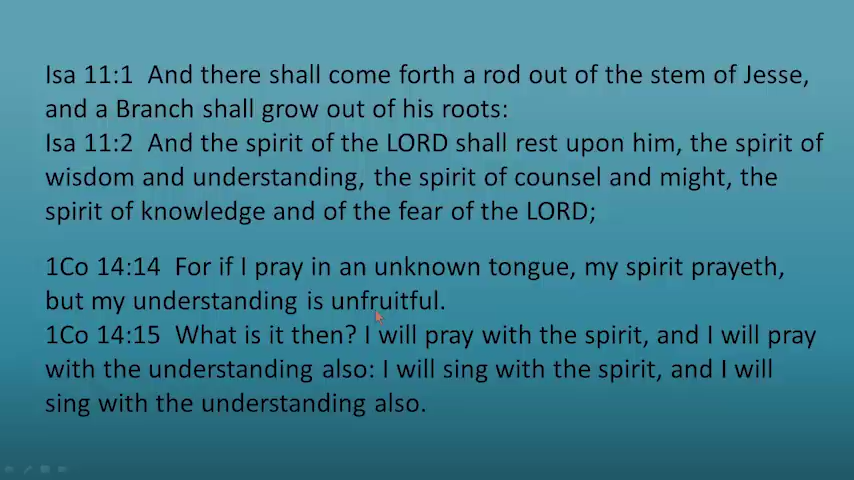 Isa 11:1 And there shall come forth a rod out of the stem of Jesse,
and a Branch shall grow out of his roots:
Isa 11:2 And the spirit of the LORD shall rest upon him, the spirit of
wisdom and understanding, the spirit of counsel and might, the
spirit of knowledge and of the fear of the LORD;
1Co 14:14 For if I pray in an unknown tongue, my spirit prayeth,
but my understanding is unfruitful.
1Co 14:15 What is it then? I will pray with the spirit, and I will pray
with the understanding also: I will sing with the spirit, and I will
sing with the understanding also.